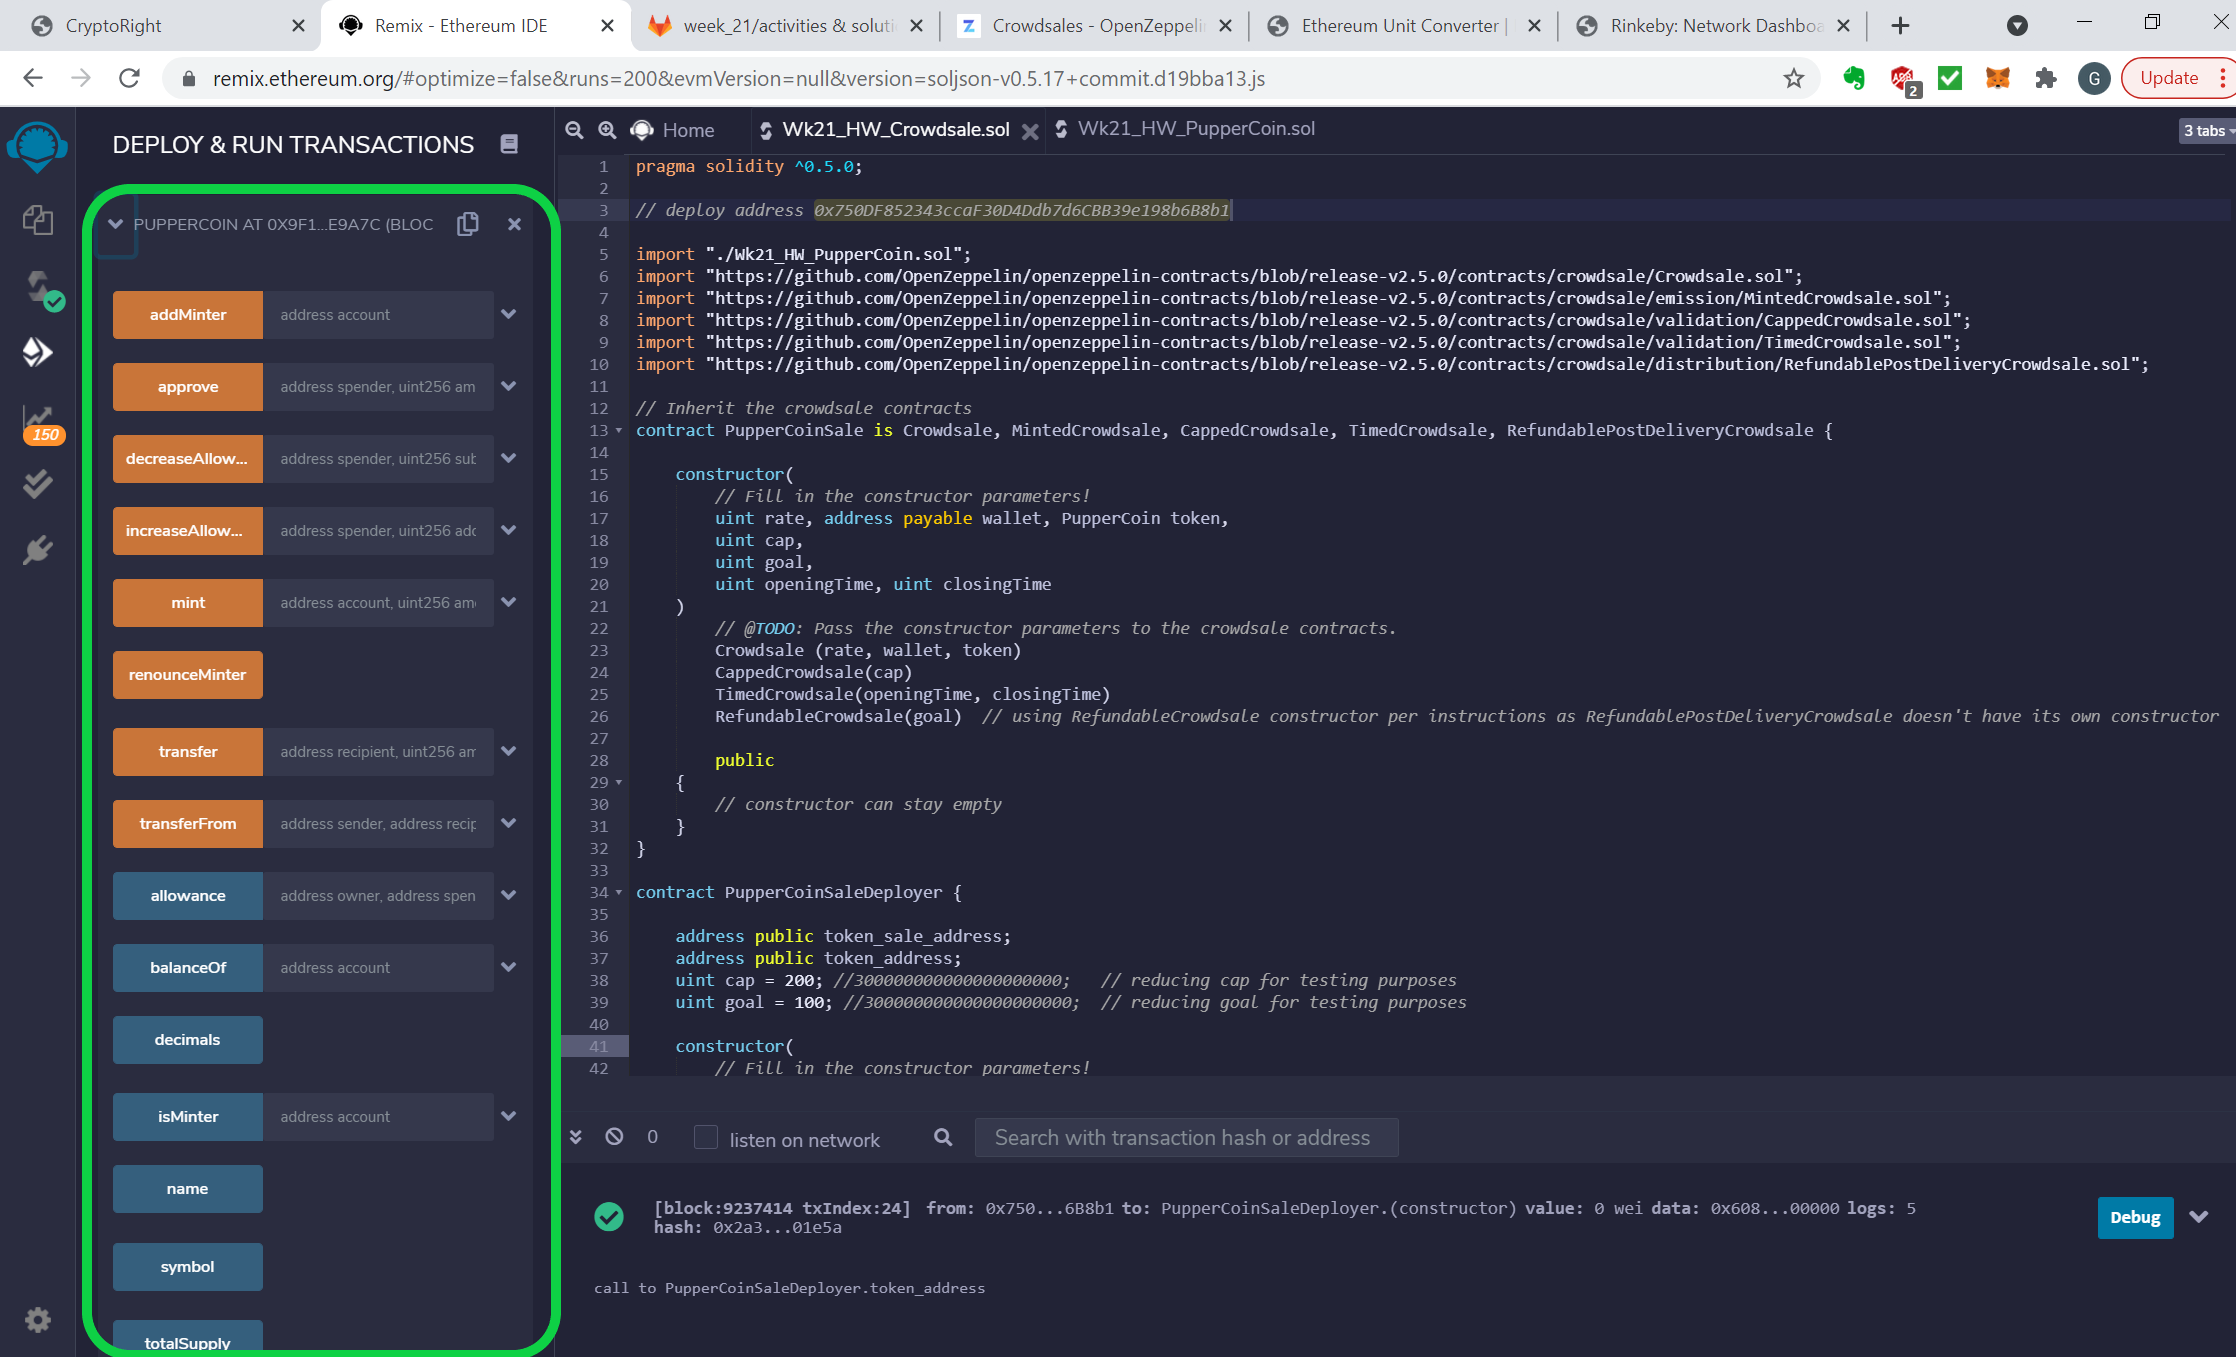 CryptoRight
Remix - Ethereum IDE
week_21/activities & soluti
Crowdsales - OpenZeppelin
Ethereum Unit Converter |
Rinkeby: Network Dashboa
remix.ethereum.org/#optimize=false&runs=200&evmVersion=null&version=soljson-v0.5.17+commit.d19bba13.js
2
G
Update
DEPLOY & RUN TRANSACTIONS
PUPPERCOIN AT 0X9F1...E9A7C (BLOC
addMinter address account
approve address spender, uint256 am
decreaseAllow... address spender, uint256 sub
increaseAllow... address spender, uint256 add
mint address account, uint256 am
renounceMinter
transfer address recipient, uint256 am
transferFrom address sender, address recip
allowance address owner, address spen
balanceOf address account
decimals
isMinter address account
name
symbol
totalSupply
150
Home
Wk21_HW_Crowdsale.sol
Wk21_HW_PupperCoin.sol
3 tabs
1 pragma solidity ^0.5.0;
2
3 // deploy address 0x750DF852343ccaF30D4Ddb7d6CBB39e198b6B8b1
4
5 import "./Wk21_HW_PupperCoin.sol";
6 import "https://github.com/OpenZeppelin/openzeppelin-contracts/blob/release-v2.5.0/contracts/crowdsale/Crowdsale.sol";
7 import "https://github.com/OpenZeppelin/openzeppelin-contracts/blob/release-v2.5.0/contracts/crowdsale/emission/MintedCrowdsale.sol";
8 import "https://github.com/OpenZeppelin/openzeppelin-contracts/blob/release-v2.5.0/contracts/crowdsale/validation/CappedCrowdsale.sol";
9 import "https://github.com/OpenZeppelin/openzeppelin-contracts/blob/release-v2.5.0/contracts/crowdsale/validation/TimedCrowdsale.sol";
10 import "https://github.com/OpenZeppelin/openzeppelin-contracts/blob/release-v2.5.0/contracts/crowdsale/distribution/RefundablePostDeliveryCrowdsale.sol";
11
12 // Inherit the crowdsale contracts
13 contract PupperCoinSale is Crowdsale, MintedCrowdsale, CappedCrowdsale, TimedCrowdsale, RefundablePostDeliveryCrowdsale {
14
15 constructor(
16 // Fill in the constructor parameters!
17 uint rate, address payable wallet, PupperCoin token,
18 uint cap,
19 uint goal,
20 uint openingTime, uint closingTime
21 )
22 // @TODO: Pass the constructor parameters to the crowdsale contracts.
23 Crowdsale (rate, wallet, token)
24 CappedCrowdsale(cap)
25 TimedCrowdsale(openingTime, closingTime)
26 RefundableCrowdsale(goal) // using RefundableCrowdsale constructor per instructions as RefundablePostDeliveryCrowdsale doesn't have its own constructor
27
28 public
29 {
30 // constructor can stay empty
31 }
32 }
33
34 contract PupperCoinSaleDeployer {
35
36 address public token_sale_address;
37 address public token_address;
38 uint cap = 200; //300000000000000000000; // reducing cap for testing purposes
39 uint goal = 100; //300000000000000000000; // reducing goal for testing purposes
40
41 constructor(
42 // Fill in the constructor parameters!
0 listen on network Search with transaction hash or address
[block:9237414 txIndex:24] from: 0x750...6B8b1 to: PupperCoinSaleDeployer.(constructor) value: 0 wei data: 0x608...00000 logs: 5
hash: 0x2a3...01e5a
Debug
call to PupperCoinSaleDeployer.token_address